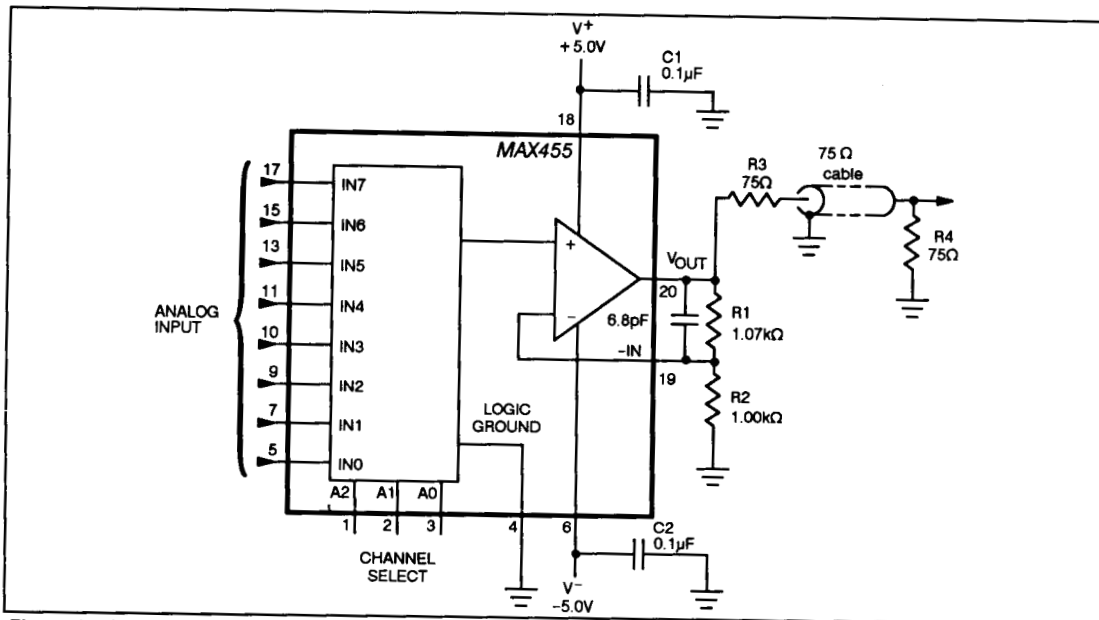 V+
+5.0V
C1
0.1µF
18
MAX455
17
IN7
15
IN6
13
IN5
11
IN4
10
IN3
9
IN2
7
IN1
5
IN0
ANALOG
INPUT
+
−
VOUT
20
6.8pF
-IN
19
R3
75Ω
75 Ω
cable
R4
75Ω
R1
1.07kΩ
R2
1.00kΩ
LOGIC
GROUND
A2
A1
A0
1
2
3
4
6
CHANNEL
SELECT
C2
0.1µF
V−
−5.0V